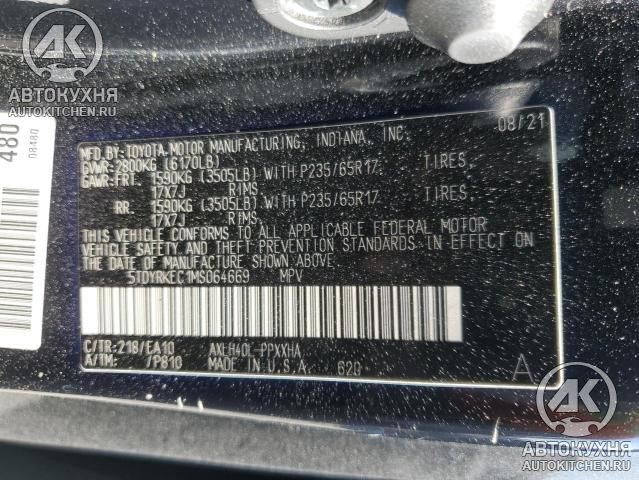 AK
АВТОКУХНЯ
AUTOKITCHEN.RU
480
08480
MFD.BY:TOYOTA MOTOR MANUFACTURING, INDIANA, INC. 08/21
GVWR:2800KG (6170LB)
GAWR:FRT. 1590KG (3505LB) WITH P235/65R17 TIRES,
17X7J RIMS
RR. 1590KG (3505LB) WITH P235/65R17 TIRES,
17X7J RIMS
THIS VEHICLE CONFORMS TO ALL APPLICABLE FEDERAL MOTOR
VEHICLE SAFETY AND THEFT PREVENTION STANDARDS IN EFFECT ON
THE DATE OF MANUFACTURE SHOWN ABOVE.
5TDYRKEC1MS064669 MPV
C/TR:218/EA10 AXLH40L-PPXXHA
A/TM: /P810 MADE IN U.S.A. 620 A
AK
АВТОКУХНЯ
AUTOKITCHEN.RU